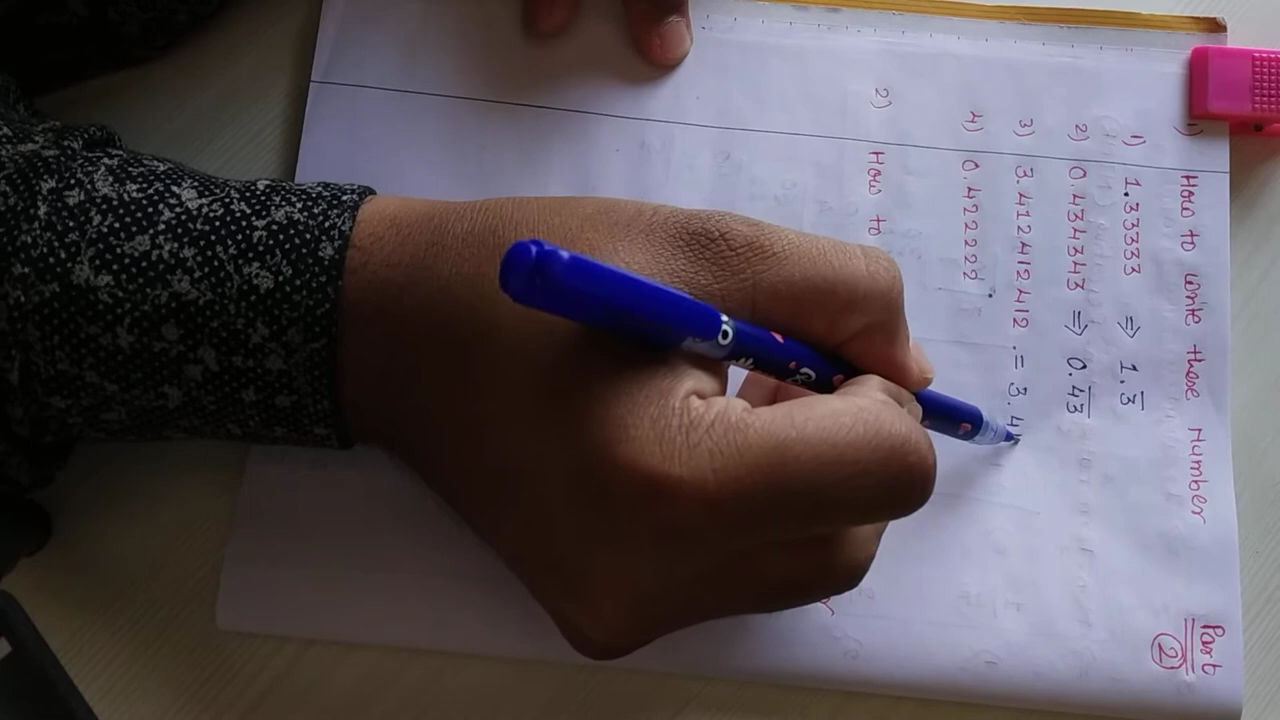 Part
2
1) How to write these Number
1) 1.33333 ⇒ 1.3̅
2) 0.434343 ⇒ 0.4̅3̅
3) 3.412412412 .= 3.4
4) 0.422222
2) How to